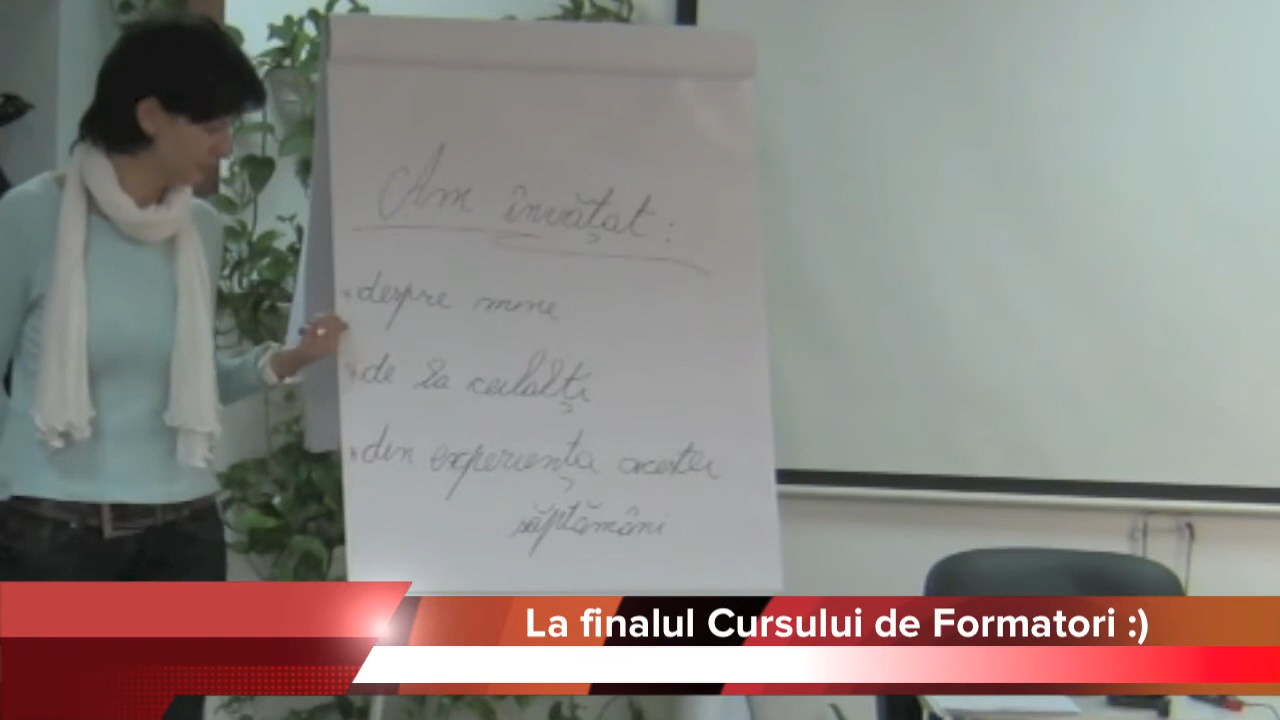 Am învățat :
* despre mine
* de la ceilalți
* din experiența acestei
săptămâni
La finalul Cursului de Formatori :)